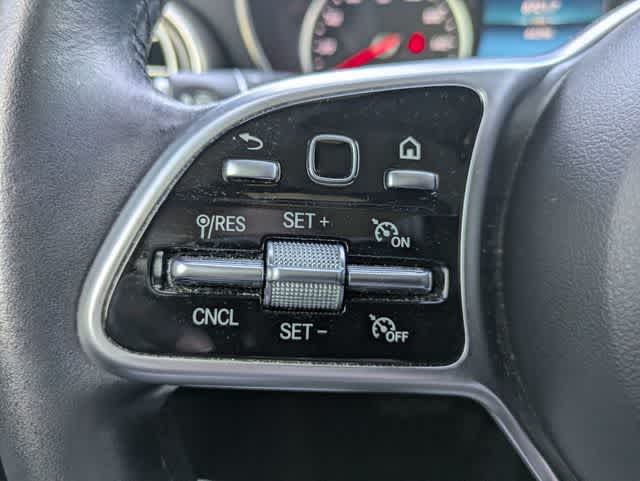 /RES SET + ON
CNCL SET - OFF